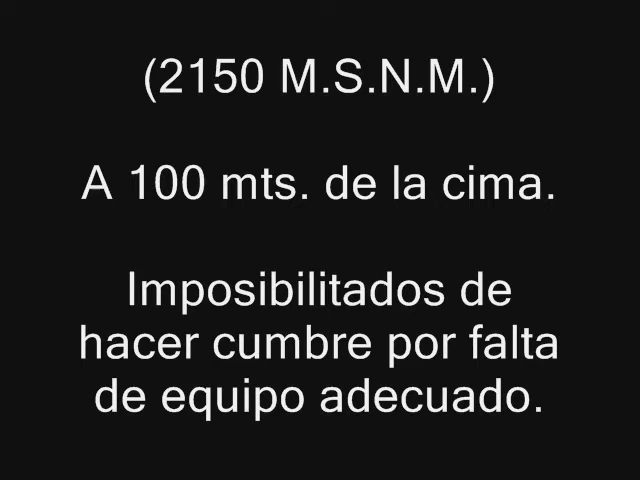 (2150 M.S.N.M.)
A 100 mts. de la cima.
Imposibilitados de
hacer cumbre por falta
de equipo adecuado.